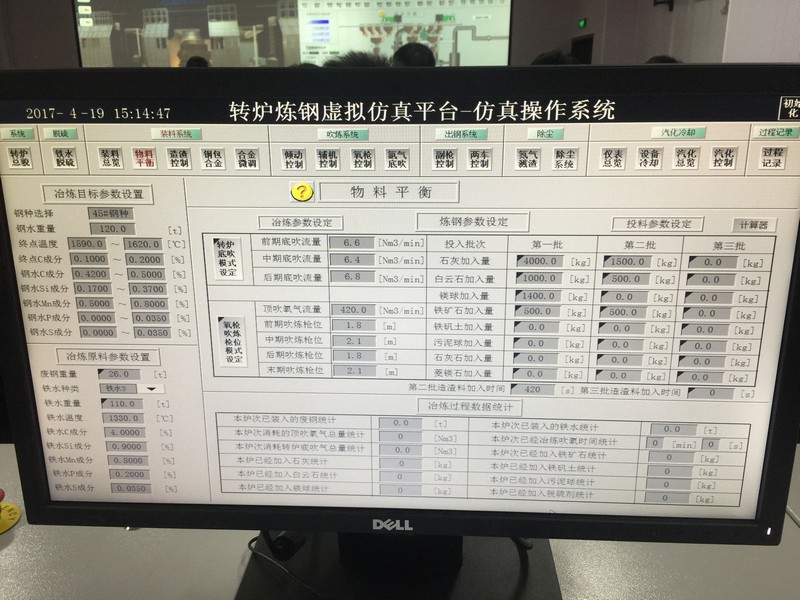 2017- 4 -19 15:14:47
转炉炼钢虚拟仿真平台-仿真操作系统
初始化
系统 脱硫 装料系统 吹炼系统 出钢系统 除尘 汽化冷却 过程记录
转炉总貌 铁水脱硫 装料总览 物料平衡 造渣控制 钢包合金 合金微调 倾动控制 辅机控制 氧枪控制 氩气底吹 副枪控制 两车控制 氮气溅渣 除尘系统 仪表总览 设备冷却 汽化总览 汽化控制 过程记录
? 物 料 平 衡
冶炼目标参数设置
钢种选择 45#钢种
钢水重量 120.0 [t]
终点温度 1590.0 ~ 1620.0 [℃]
终点C成分 0.1000 ~ 0.2000 [%]
钢水C成分 0.4200 ~ 0.5000 [%]
钢水Si成分 0.1700 ~ 0.3700 [%]
钢水Mn成分 0.5000 ~ 0.8000 [%]
钢水P成分 0.0000 ~ 0.0350 [%]
钢水S成分 0.0000 ~ 0.0350 [%]
冶炼原料参数设置
废钢重量 26.0 [t]
铁水种类 铁水3
铁水重量 110.0 [t]
铁水温度 1330.0 [℃]
铁水C成分 4.0000 [%]
铁水Si成分 0.9000 [%]
铁水Mn成分 0.8000 [%]
铁水P成分 0.2000 [%]
铁水S成分 0.0350 [%]
冶炼参数设定
转炉底吹模式设定
前期底吹流量 6.6 [Nm3/min]
中期底吹流量 6.4 [Nm3/min]
后期底吹流量 6.8 [Nm3/min]
氧枪吹炼枪位模式设定
顶吹氧气流量 420.0 [Nm3/min]
前期吹炼枪位 1.8 [m]
中期吹炼枪位 2.1 [m]
后期吹炼枪位 1.8 [m]
末期吹炼枪位 2.1 [m]
炼钢参数设定 投料参数设定 计算器
投入批次 第一批 第二批 第三批
石灰加入量 4000.0 [kg] 1500.0 [kg] 0.0 [kg]
白云石加入量 1000.0 [kg] 500.0 [kg] 0.0 [kg]
镁球加入量 1400.0 [kg] 0.0 [kg] 0.0 [kg]
铁矿石加入量 500.0 [kg] 500.0 [kg] 0.0 [kg]
铁矾土加入量 0.0 [kg] 0.0 [kg] 0.0 [kg]
污泥球加入量 0.0 [kg] 0.0 [kg] 0.0 [kg]
石灰石加入量 0.0 [kg] 0.0 [kg] 0.0 [kg]
菱镁石加入量 0.0 [kg] 0.0 [kg] 0.0 [kg]
第二批造渣料加入时间 420 [s] 第三批造渣料加入时间 0 [s]
冶炼过程数据统计
本炉次已装入的废钢统计 0.0 [t] 本炉次已装入的铁水统计 0.0 [t]
本炉次消耗的顶吹氧气总量统计 0 [Nm3] 本炉次已经冶炼吹氧时间统计 0 [min] 0 [s]
本炉次消耗转炉底吹气总量统计 0.0 [Nm3] 本炉次已经加入铁矿石统计 0 [kg]
本炉已经加入石灰统计 0 [kg] 本炉已经加入铁矾土统计 0 [kg]
本炉已经加入白云石统计 0 [kg] 本炉已经加入污泥球统计 0 [kg]
本炉已经加入镁球统计 0 [kg] 本炉已经加入脱硫剂统计 0 [kg]
DELL